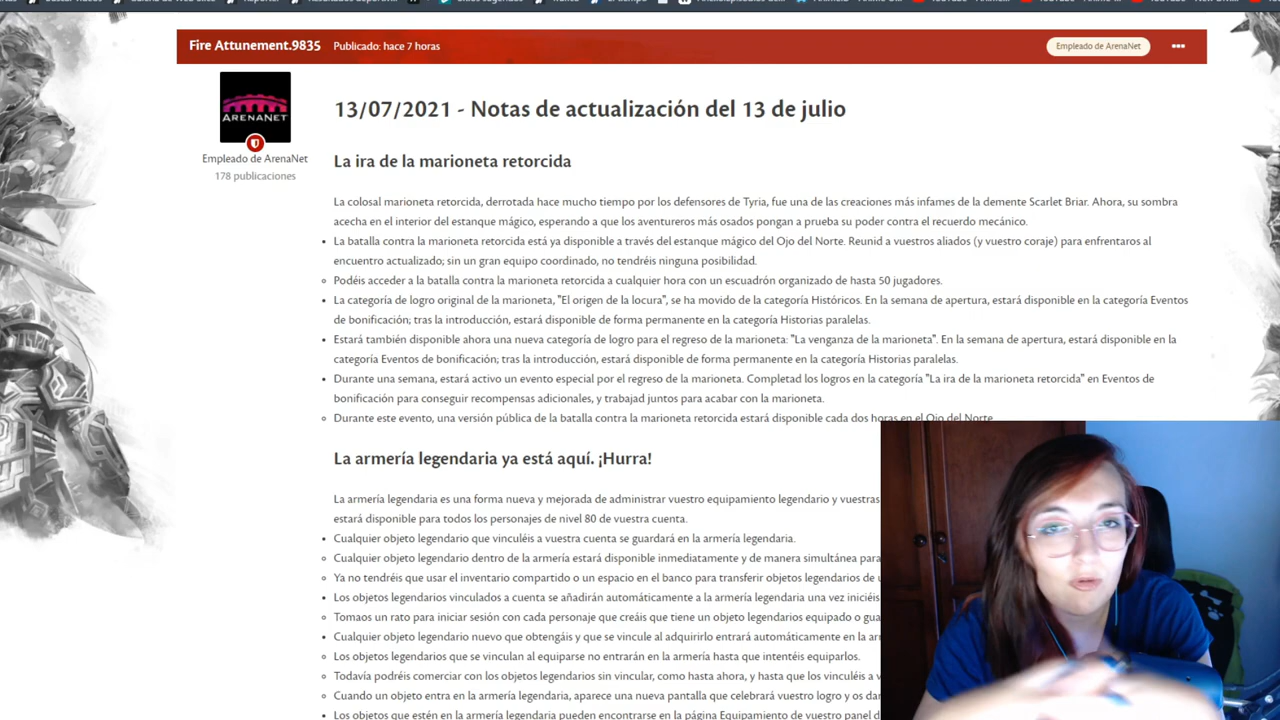 Fire Attunement.9835 Publicado: hace 7 horas Empleado de ArenaNet
ARENANET
Empleado de ArenaNet
178 publicaciones
13/07/2021 - Notas de actualización del 13 de julio
La ira de la marioneta retorcida
La colosal marioneta retorcida, derrotada hace mucho tiempo por los defensores de Tyria, fue una de las creaciones más infames de la demente Scarlet Briar. Ahora, su sombra
acecha en el interior del estanque mágico, esperando a que los aventureros más osados pongan a prueba su poder contra el recuerdo mecánico.
La batalla contra la marioneta retorcida está ya disponible a través del estanque mágico del Ojo del Norte. Reunid a vuestros aliados (y vuestro coraje) para enfrentaros al
encuentro actualizado; sin un gran equipo coordinado, no tendréis ninguna posibilidad.
Podéis acceder a la batalla contra la marioneta retorcida a cualquier hora con un escuadrón organizado de hasta 50 jugadores.
La categoría de logro original de la marioneta, "El origen de la locura", se ha movido de la categoría Históricos. En la semana de apertura, estará disponible en la categoría Eventos
de bonificación; tras la introducción, estará disponible de forma permanente en la categoría Historias paralelas.
Estará también disponible ahora una nueva categoría de logro para el regreso de la marioneta: "La venganza de la marioneta". En la semana de apertura, estará disponible en la
categoría Eventos de bonificación; tras la introducción, estará disponible de forma permanente en la categoría Historias paralelas.
Durante una semana, estará activo un evento especial por el regreso de la marioneta. Completad los logros en la categoría "La ira de la marioneta retorcida" en Eventos de
bonificación para conseguir recompensas adicionales, y trabajad juntos para acabar con la marioneta.
Durante este evento, una versión pública de la batalla contra la marioneta retorcida estará disponible cada dos horas en el Ojo del Norte.
La armería legendaria ya está aquí. ¡Hurra!
La armería legendaria es una forma nueva y mejorada de administrar vuestro equipamiento legendario y vuestras
estará disponible para todos los personajes de nivel 80 de vuestra cuenta.
Cualquier objeto legendario que vinculéis a vuestra cuenta se guardará en la armería legendaria.
Cualquier objeto legendario dentro de la armería estará disponible inmediatamente y de manera simultánea para
Ya no tendréis que usar el inventario compartido o un espacio en el banco para transferir objetos legendarios de
Los objetos legendarios vinculados a cuenta se añadirán automáticamente a la armería legendaria una vez iniciéis
Tomaos un rato para iniciar sesión con cada personaje que creáis que tiene un objeto legendarios equipado o
Cualquier objeto legendario nuevo que obtengáis y que se vincule al adquirirlo entrará automáticamente en la
Los objetos legendarios que se vinculan al equiparse no entrarán en la armería hasta que intentéis equiparlos.
Todavía podréis comerciar con los objetos legendarios sin vincular, como hasta ahora, y hasta que los vinculéis a
Cuando un objeto entra en la armería legendaria, aparece una nueva pantalla que celebrará vuestro logro y os
Los objetos que estén en la armería legendaria pueden encontrarse en la página Equipamiento de vuestro panel